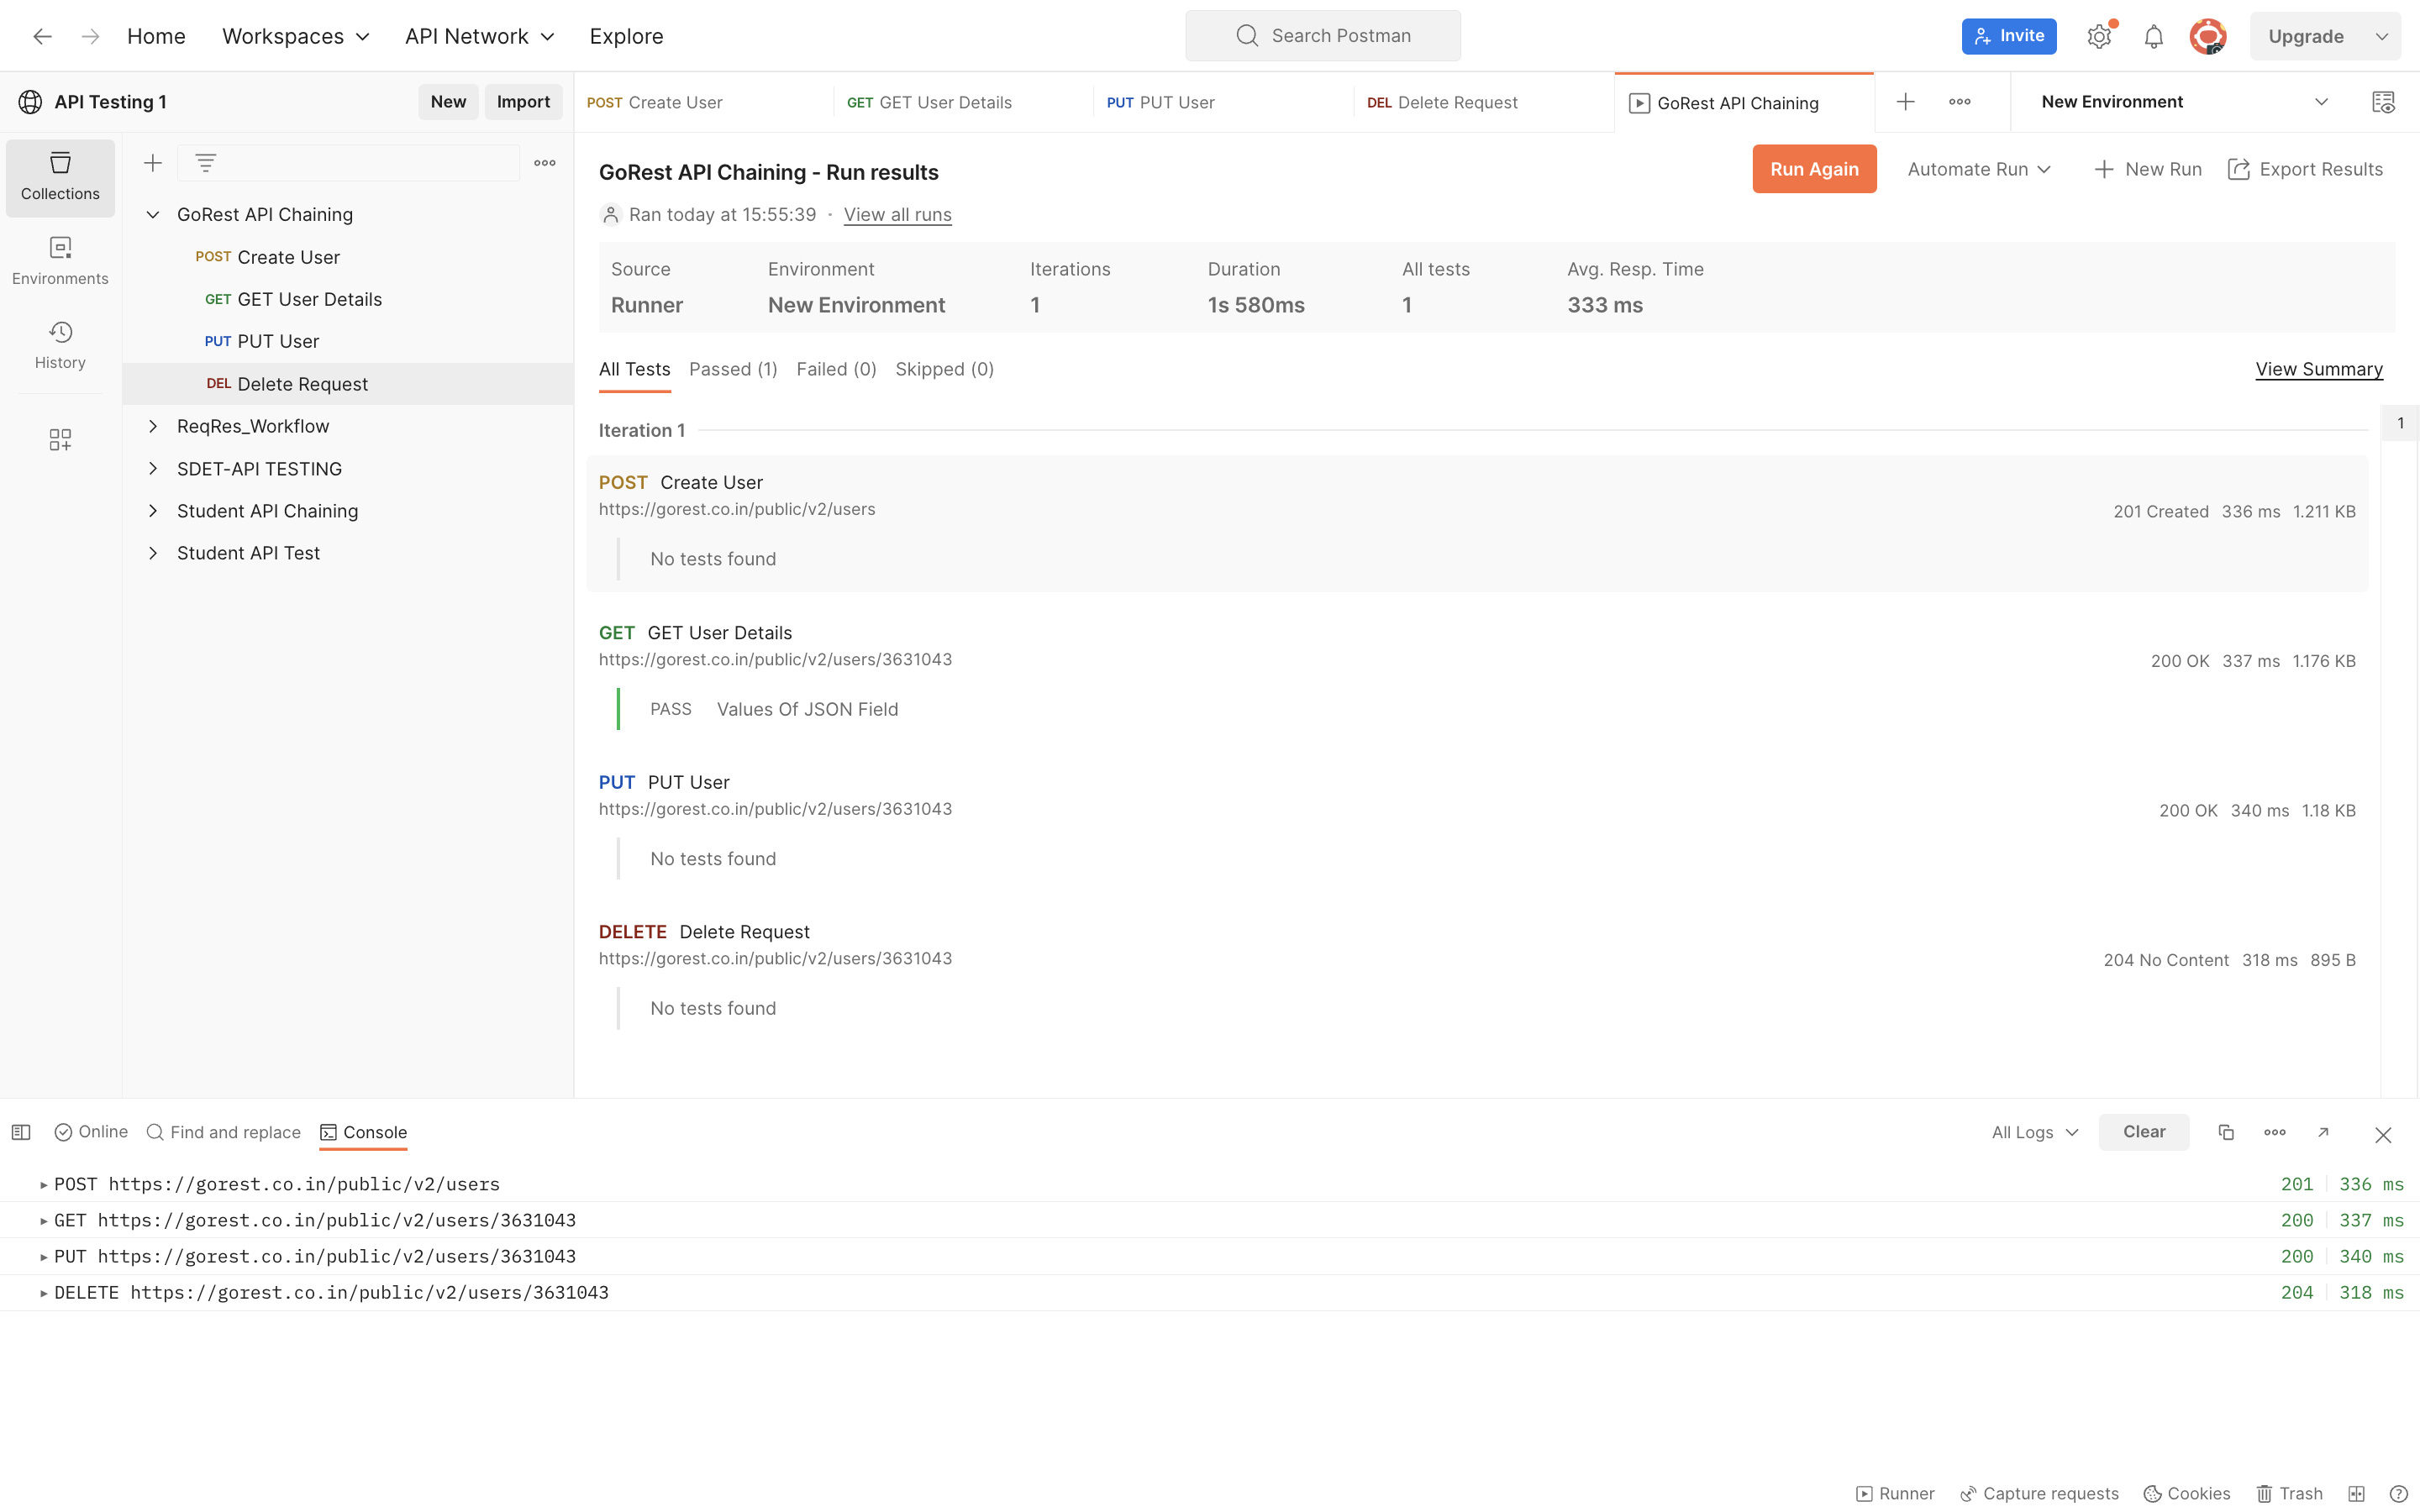 Home Workspaces API Network Explore Search Postman Invite Upgrade
API Testing 1 New Import POST Create User GET GET User Details PUT PUT User DEL Delete Request GoRest API Chaining New Environment
Collections
Environments
History
GoRest API Chaining
POST Create User
GET GET User Details
PUT PUT User
DEL Delete Request
ReqRes_Workflow
SDET-API TESTING
Student API Chaining
Student API Test
GoRest API Chaining - Run results Run Again Automate Run New Run Export Results
Ran today at 15:55:39 · View all runs
Source Environment Iterations Duration All tests Avg. Resp. Time
Runner New Environment 1 1s 580ms 1 333 ms
All Tests Passed (1) Failed (0) Skipped (0) View Summary
Iteration 1 1
POST Create User
https://gorest.co.in/public/v2/users 201 Created 336 ms 1.211 KB
No tests found
GET GET User Details
https://gorest.co.in/public/v2/users/3631043 200 OK 337 ms 1.176 KB
PASS Values Of JSON Field
PUT PUT User
https://gorest.co.in/public/v2/users/3631043 200 OK 340 ms 1.18 KB
No tests found
DELETE Delete Request
https://gorest.co.in/public/v2/users/3631043 204 No Content 318 ms 895 B
No tests found
Online Find and replace Console All Logs Clear
POST https://gorest.co.in/public/v2/users 201 336 ms
GET https://gorest.co.in/public/v2/users/3631043 200 337 ms
PUT https://gorest.co.in/public/v2/users/3631043 200 340 ms
DELETE https://gorest.co.in/public/v2/users/3631043 204 318 ms
Runner Capture requests Cookies Trash